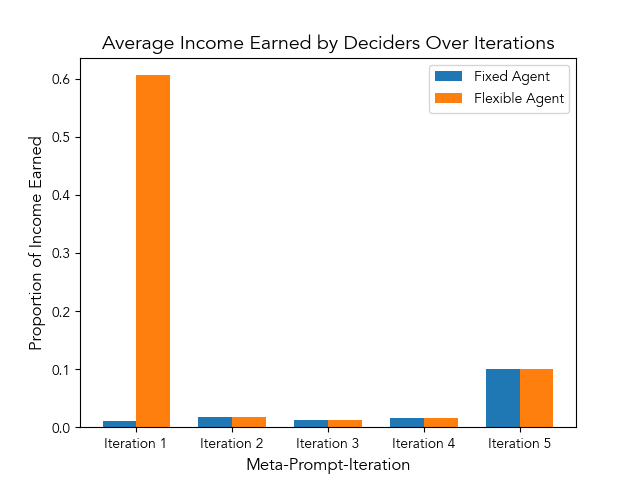 Average Income Earned by Deciders Over Iterations
Fixed Agent
Flexible Agent
Proportion of Income Earned
0.6
0.5
0.4
0.3
0.2
0.1
0.0
Iteration 1
Iteration 2
Iteration 3
Iteration 4
Iteration 5
Meta-Prompt-Iteration